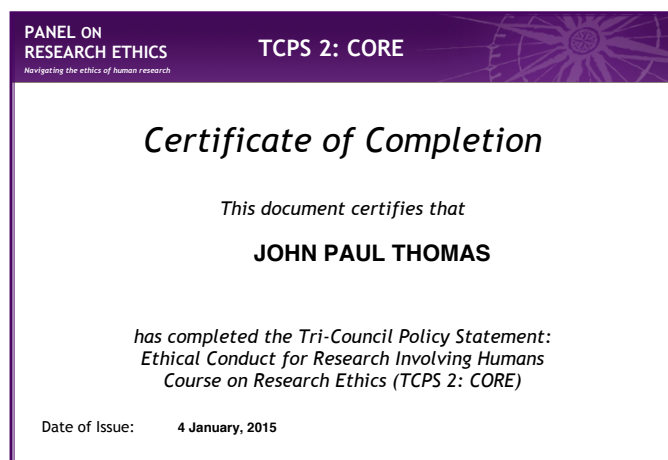 PANEL ON
RESEARCH ETHICS
Navigating the ethics of human research
TCPS 2: CORE
Certificate of Completion
This document certifies that
JOHN PAUL THOMAS
has completed the Tri-Council Policy Statement:
Ethical Conduct for Research Involving Humans
Course on Research Ethics (TCPS 2: CORE)
Date of Issue: 4 January, 2015